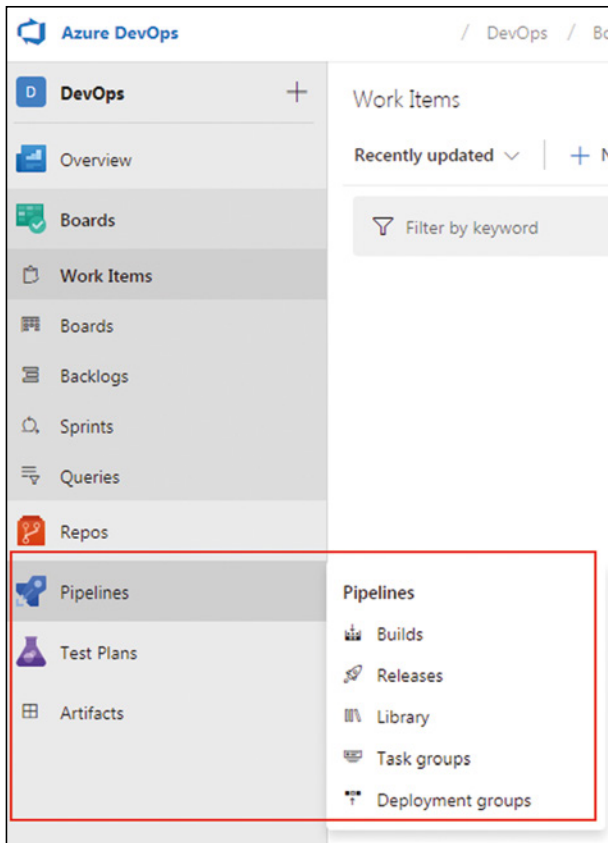 Azure DevOps
/ DevOps /
D DevOps
Work Items
Overview
Recently updated
Boards
Filter by keyword
Work Items
Boards
Backlogs
Sprints
Queries
Repos
Pipelines
Test Plans
Artifacts
Pipelines
Builds
Releases
Library
Task groups
Deployment groups